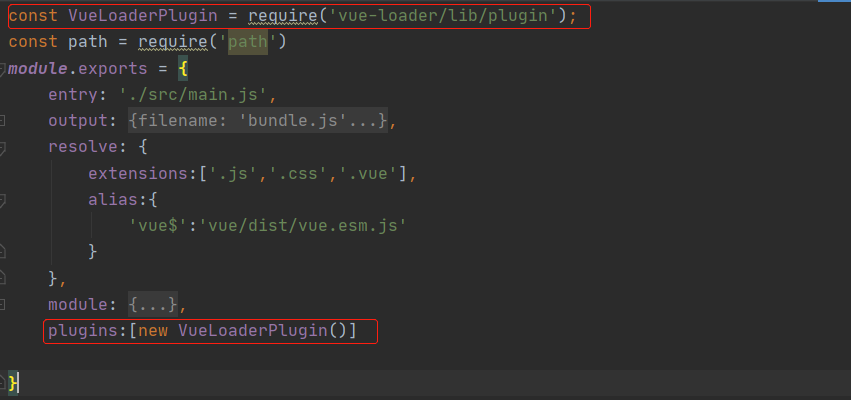 const VueLoaderPlugin = require('vue-loader/lib/plugin');
const path = require('path')
module.exports = {
    entry: './src/main.js',
    output: {filename: 'bundle.js'...},
    resolve: {
        extensions:['.js','.css','.vue'],
        alias:{
            'vue$':'vue/dist/vue.esm.js'
        }
    },
    module: {...},
    plugins:[new VueLoaderPlugin()]
}